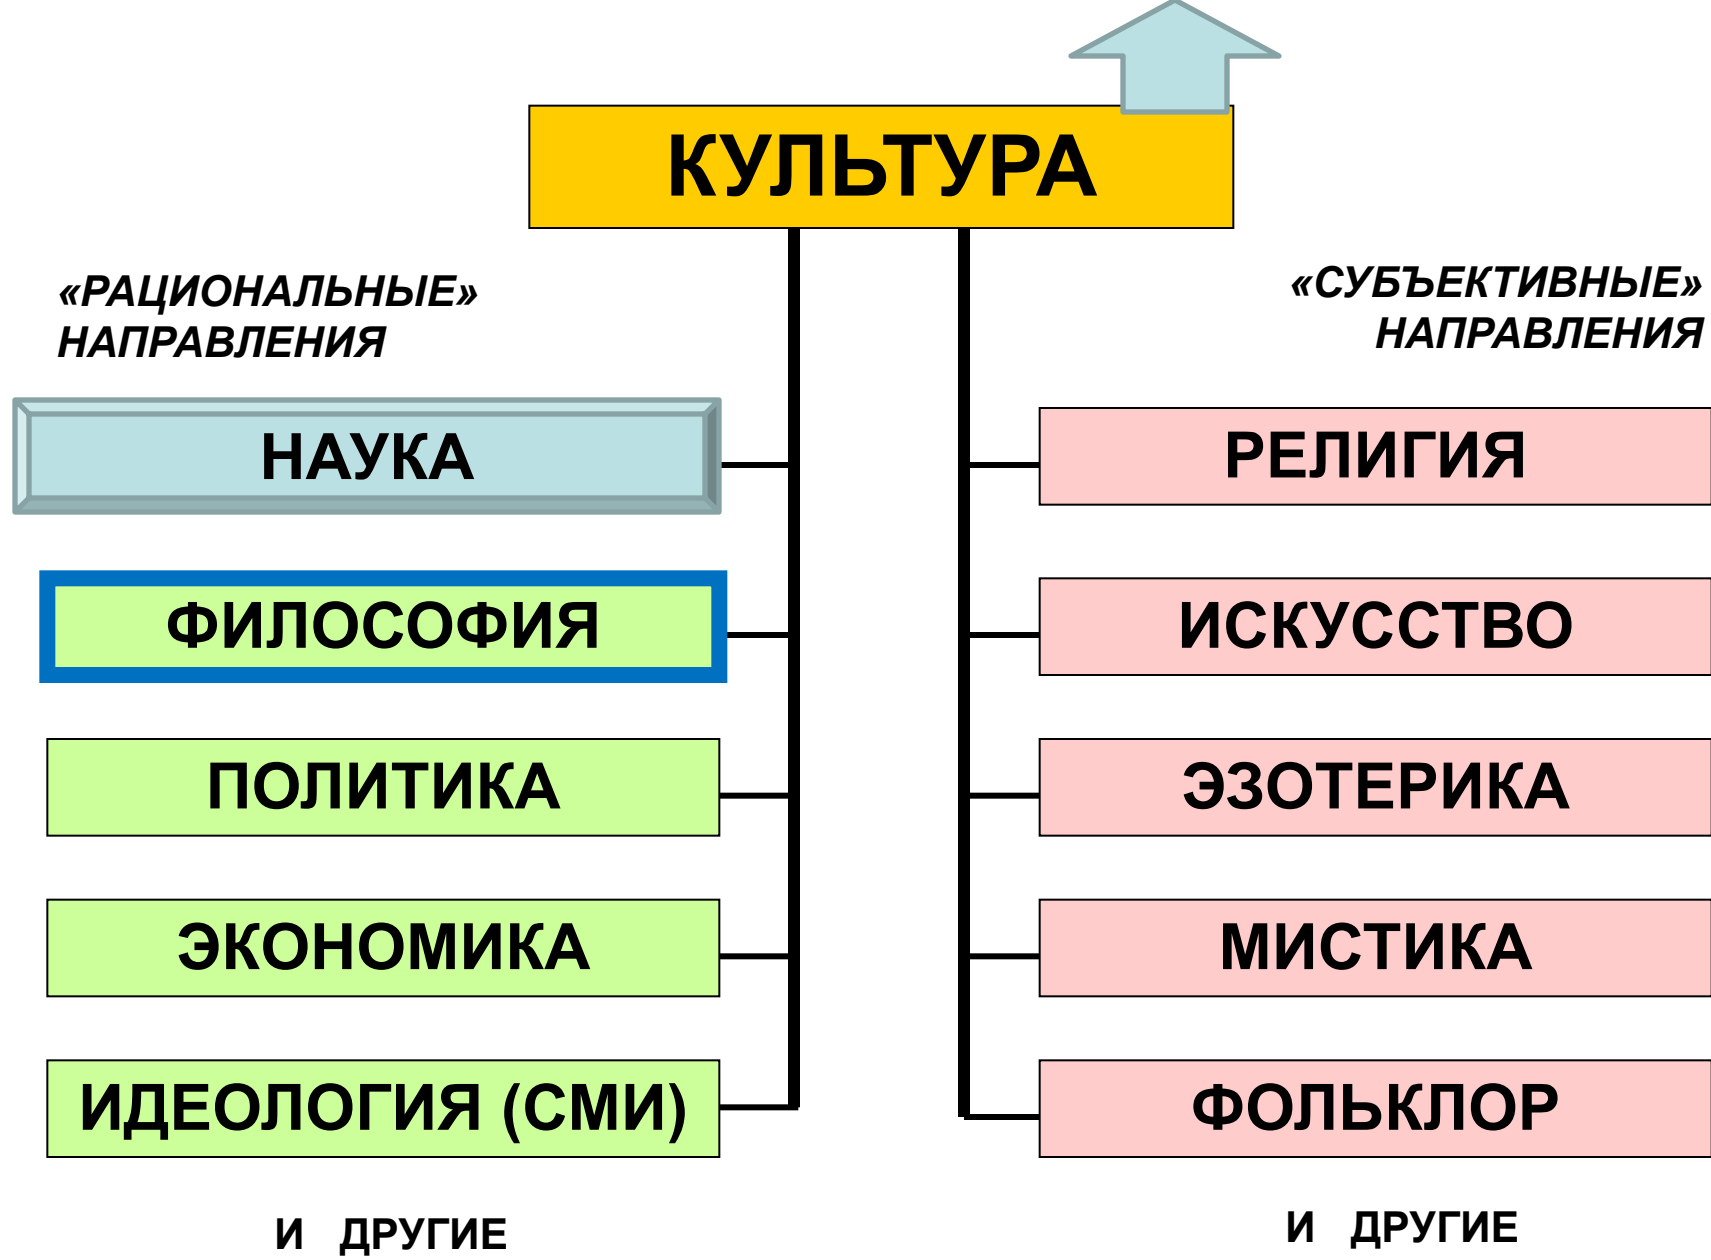 КУЛЬТУРА
«РАЦИОНАЛЬНЫЕ»
НАПРАВЛЕНИЯ
НАУКА
ФИЛОСОФИЯ
ПОЛИТИКА
ЭКОНОМИКА
ИДЕОЛОГИЯ (СМИ)
И ДРУГИЕ
«СУБЪЕКТИВНЫЕ»
НАПРАВЛЕНИЯ
РЕЛИГИЯ
ИСКУССТВО
ЭЗОТЕРИКА
МИСТИКА
ФОЛЬКЛОР
И ДРУГИЕ